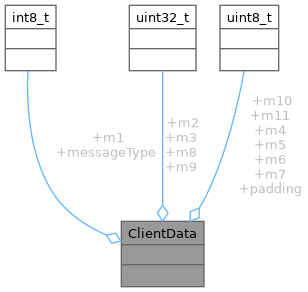 int8_t
uint32_t
uint8_t
+m1
+messageType
+m2
+m3
+m8
+m9
+m10
+m11
+m4
+m5
+m6
+m7
+padding
ClientData